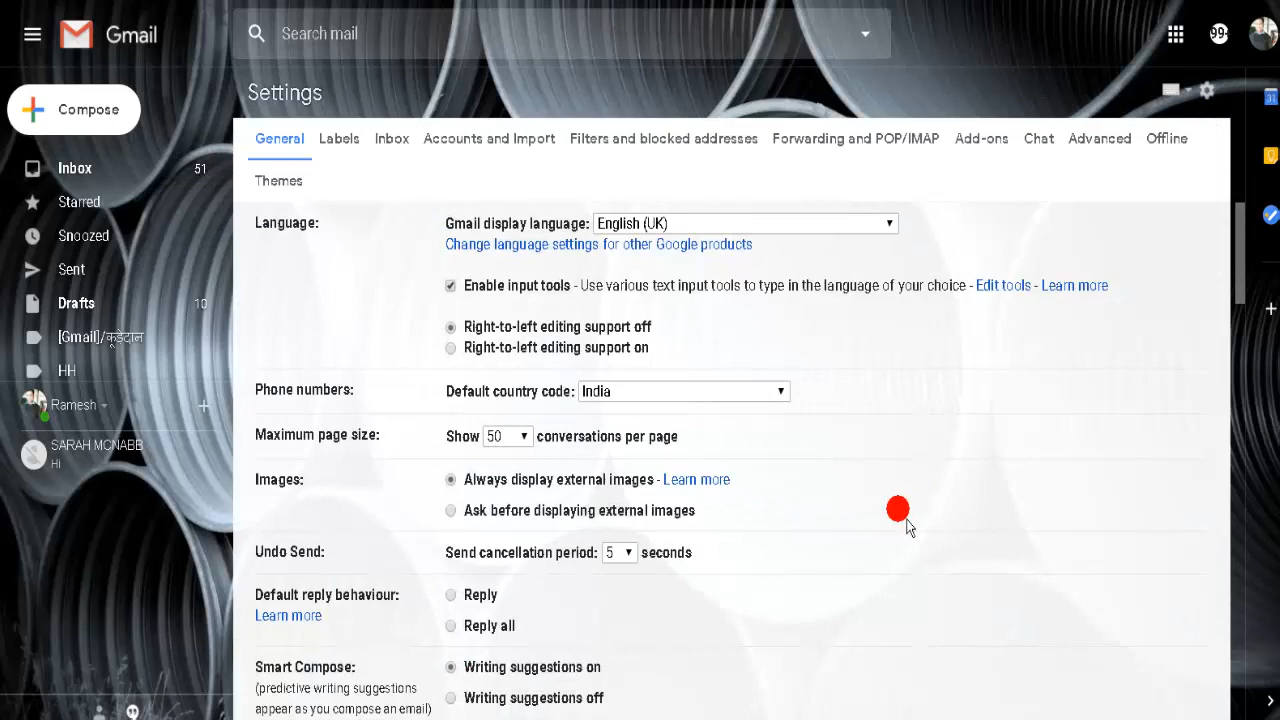 Gmail
Search mail
99+
Settings
Compose
General Labels Inbox Accounts and Import Filters and blocked addresses Forwarding and POP/IMAP Add-ons Chat Advanced Offline
Themes
Inbox 51
Starred
Snoozed
Sent
Drafts 10
[Gmail]/कूड़ेदान
HH
Ramesh
SARAH MCNABB
Hi
31
Language: Gmail display language: English (UK)
Change language settings for other Google products
Enable input tools - Use various text input tools to type in the language of your choice - Edit tools - Learn more
Right-to-left editing support off
Right-to-left editing support on
Phone numbers: Default country code: India
Maximum page size: Show 50 conversations per page
Images: Always display external images - Learn more
Ask before displaying external images
Undo Send: Send cancellation period: 5 seconds
Default reply behaviour: Reply
Learn more
Reply all
Smart Compose: Writing suggestions on
(predictive writing suggestions
appear as you compose an email) Writing suggestions off